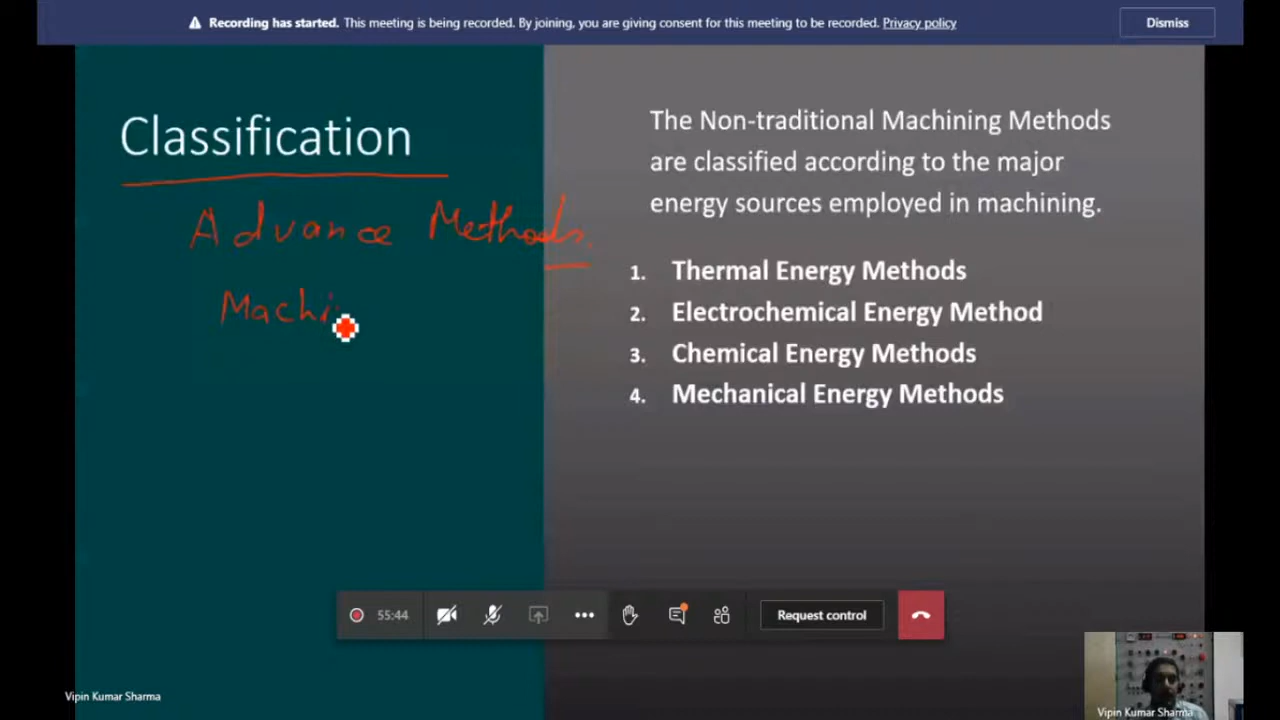 Recording has started. This meeting is being recorded. By joining, you are giving consent for this meeting to be recorded. Privacy policy
Dismiss
Classification
Advance Methods.
Machi
The Non-traditional Machining Methods
are classified according to the major
energy sources employed in machining.
1. Thermal Energy Methods
2. Electrochemical Energy Method
3. Chemical Energy Methods
4. Mechanical Energy Methods
55:44
Request control
Vipin Kumar Sharma
Vipin Kumar Sharma